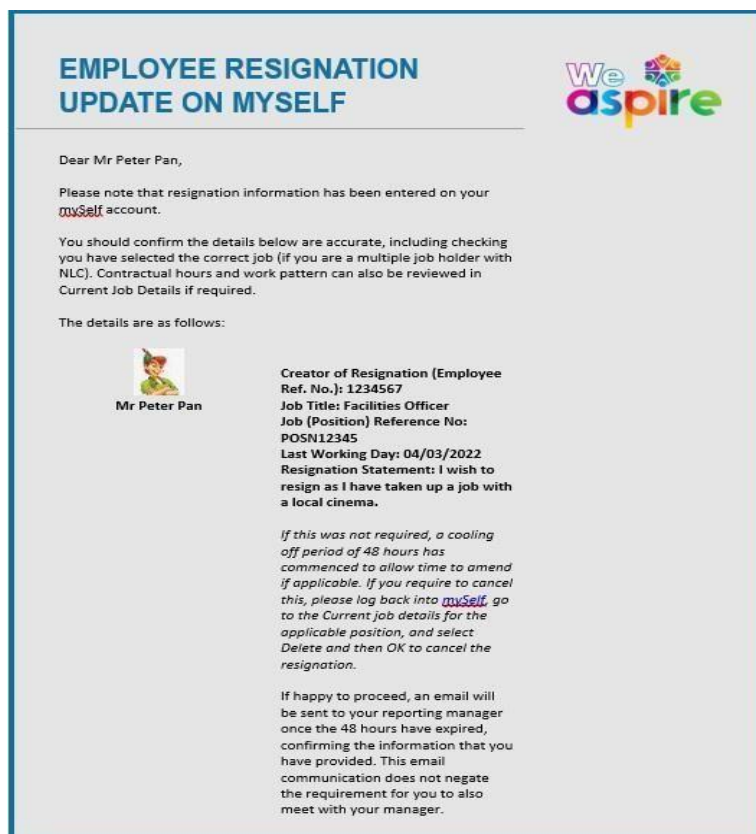 EMPLOYEE RESIGNATION
UPDATE ON MYSELF
We
aspire
Dear Mr Peter Pan,
Please note that resignation information has been entered on your
mySelf account.
You should confirm the details below are accurate, including checking
you have selected the correct job (if you are a multiple job holder with
NLC). Contractual hours and work pattern can also be reviewed in
Current Job Details if required.
The details are as follows:
Mr Peter Pan
Creator of Resignation (Employee
Ref. No.): 1234567
Job Title: Facilities Officer
Job (Position) Reference No:
POSN12345
Last Working Day: 04/03/2022
Resignation Statement: I wish to
resign as I have taken up a job with
a local cinema.
If this was not required, a cooling
off period of 48 hours has
commenced to allow time to amend
if applicable. If you require to cancel
this, please log back into mySelf, go
to the Current job details for the
applicable position, and select
Delete and then OK to cancel the
resignation.
If happy to proceed, an email will
be sent to your reporting manager
once the 48 hours have expired,
confirming the information that you
have provided. This email
communication does not negate
the requirement for you to also
meet with your manager.